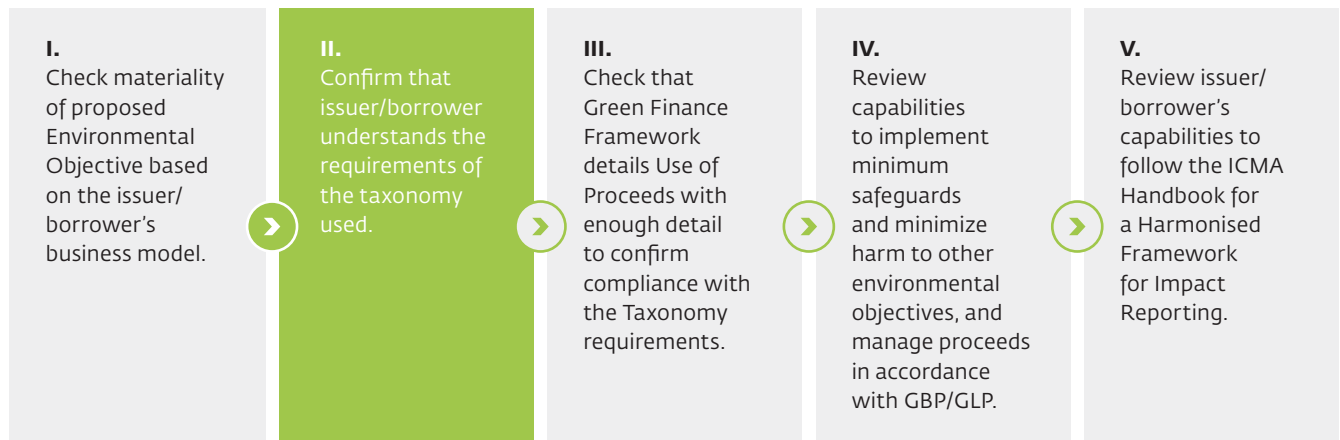 I.
Check materiality
of proposed
Environmental
Objective based
on the issuer/
borrower’s
business model.
II.
Confirm that
issuer/borrower
understands the
requirements of
the taxonomy
used.
III.
Check that
Green Finance
Framework
details Use of
Proceeds with
enough detail
to confirm
compliance with
the Taxonomy
requirements.
IV.
Review
capabilities
to implement
minimum
safeguards
and minimize
harm to other
environmental
objectives, and
manage proceeds
in accordance
with GBP/GLP.
V.
Review issuer/
borrower’s
capabilities to
follow the ICMA
Handbook for
a Harmonised
Framework
for Impact
Reporting.